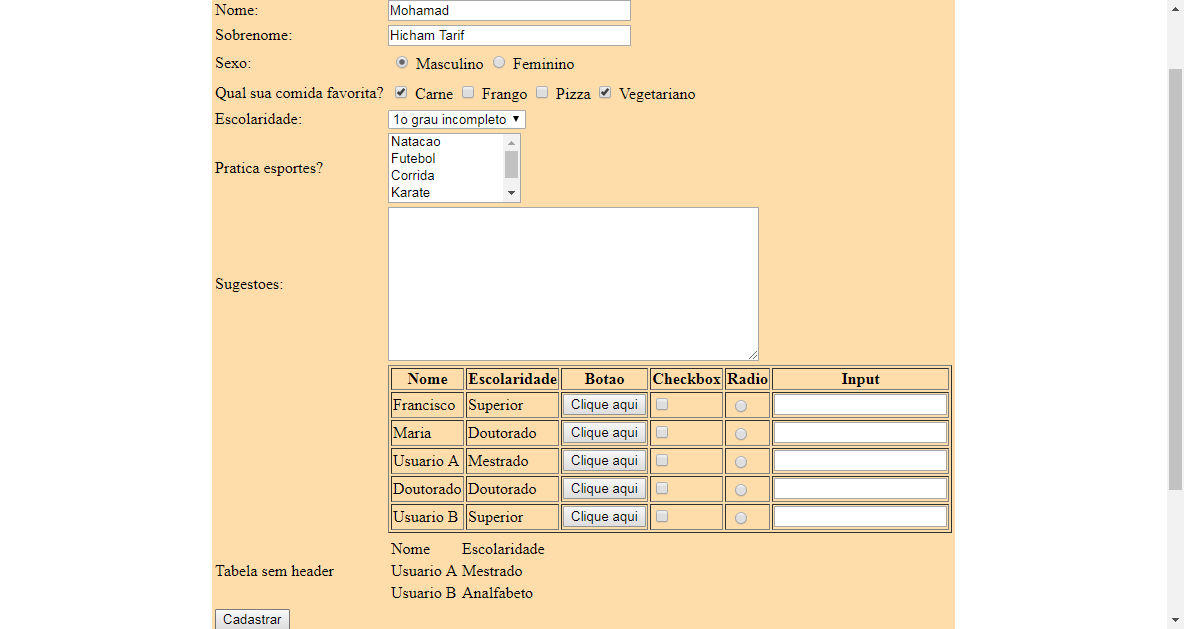 Nome: Mohamad
Sobrenome: Hicham Tarif
Sexo: Masculino Feminino
Qual sua comida favorita? Carne Frango Pizza Vegetariano
Escolaridade: 1o grau incompleto
Pratica esportes?
Natacao
Futebol
Corrida
Karate
Sugestoes:
Nome Escolaridade Botao Checkbox Radio Input
Francisco Superior Clique aqui
Maria Doutorado Clique aqui
Usuario A Mestrado Clique aqui
Doutorado Doutorado Clique aqui
Usuario B Superior Clique aqui
Tabela sem header
Nome Escolaridade
Usuario A Mestrado
Usuario B Analfabeto
Cadastrar